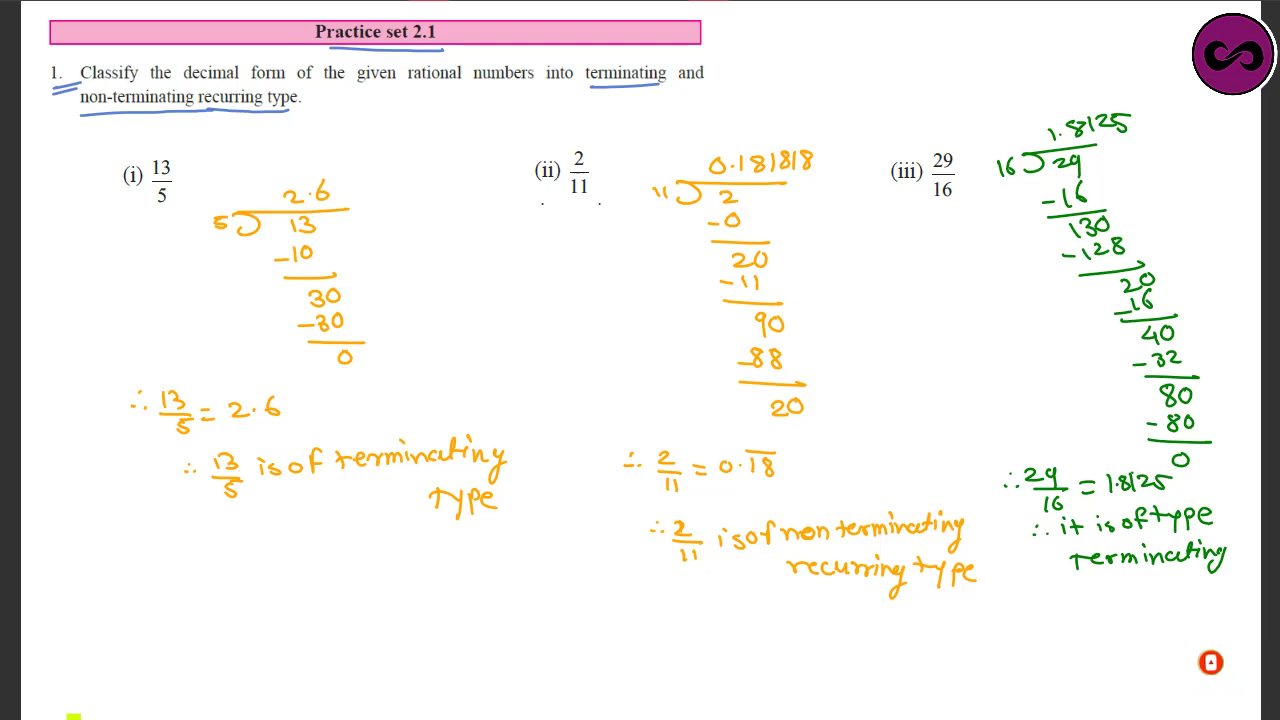 Practice set 2.1
1. Classify the decimal form of the given rational numbers into terminating and
non-terminating recurring type.
(i) 13/5
2.6
5) 13
-10
30
-30
0
∴ 13/5 = 2.6
∴ 13/5 is of terminating
type
(ii) 2/11
0.181818
11) 2
-0
20
-11
90
-88
20
∴ 2/11 = 0.1̅8̅
∴ 2/11 is of non terminating
recurring type
(iii) 29/16
1.8125
16) 29
-16
130
-128
20
-16
40
-32
80
-80
0
∴ 29/16 = 1.8125
∴ it is of type
terminating